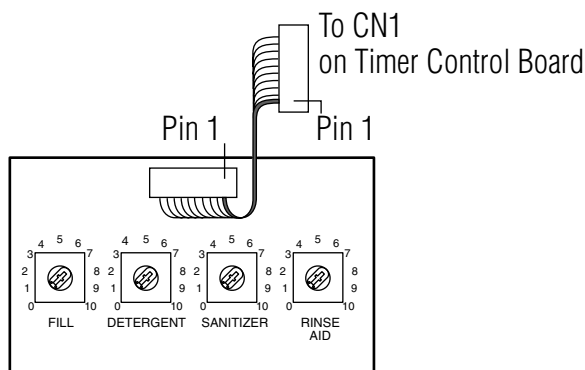 To CN1
on Timer Control Board
Pin 1
Pin 1
0 1 2 3 4 5 6 7 8 9 10
0 1 2 3 4 5 6 7 8 9 10
0 1 2 3 4 5 6 7 8 9 10
0 1 2 3 4 5 6 7 8 9 10
FILL
DETERGENT
SANITIZER
RINSE
AID